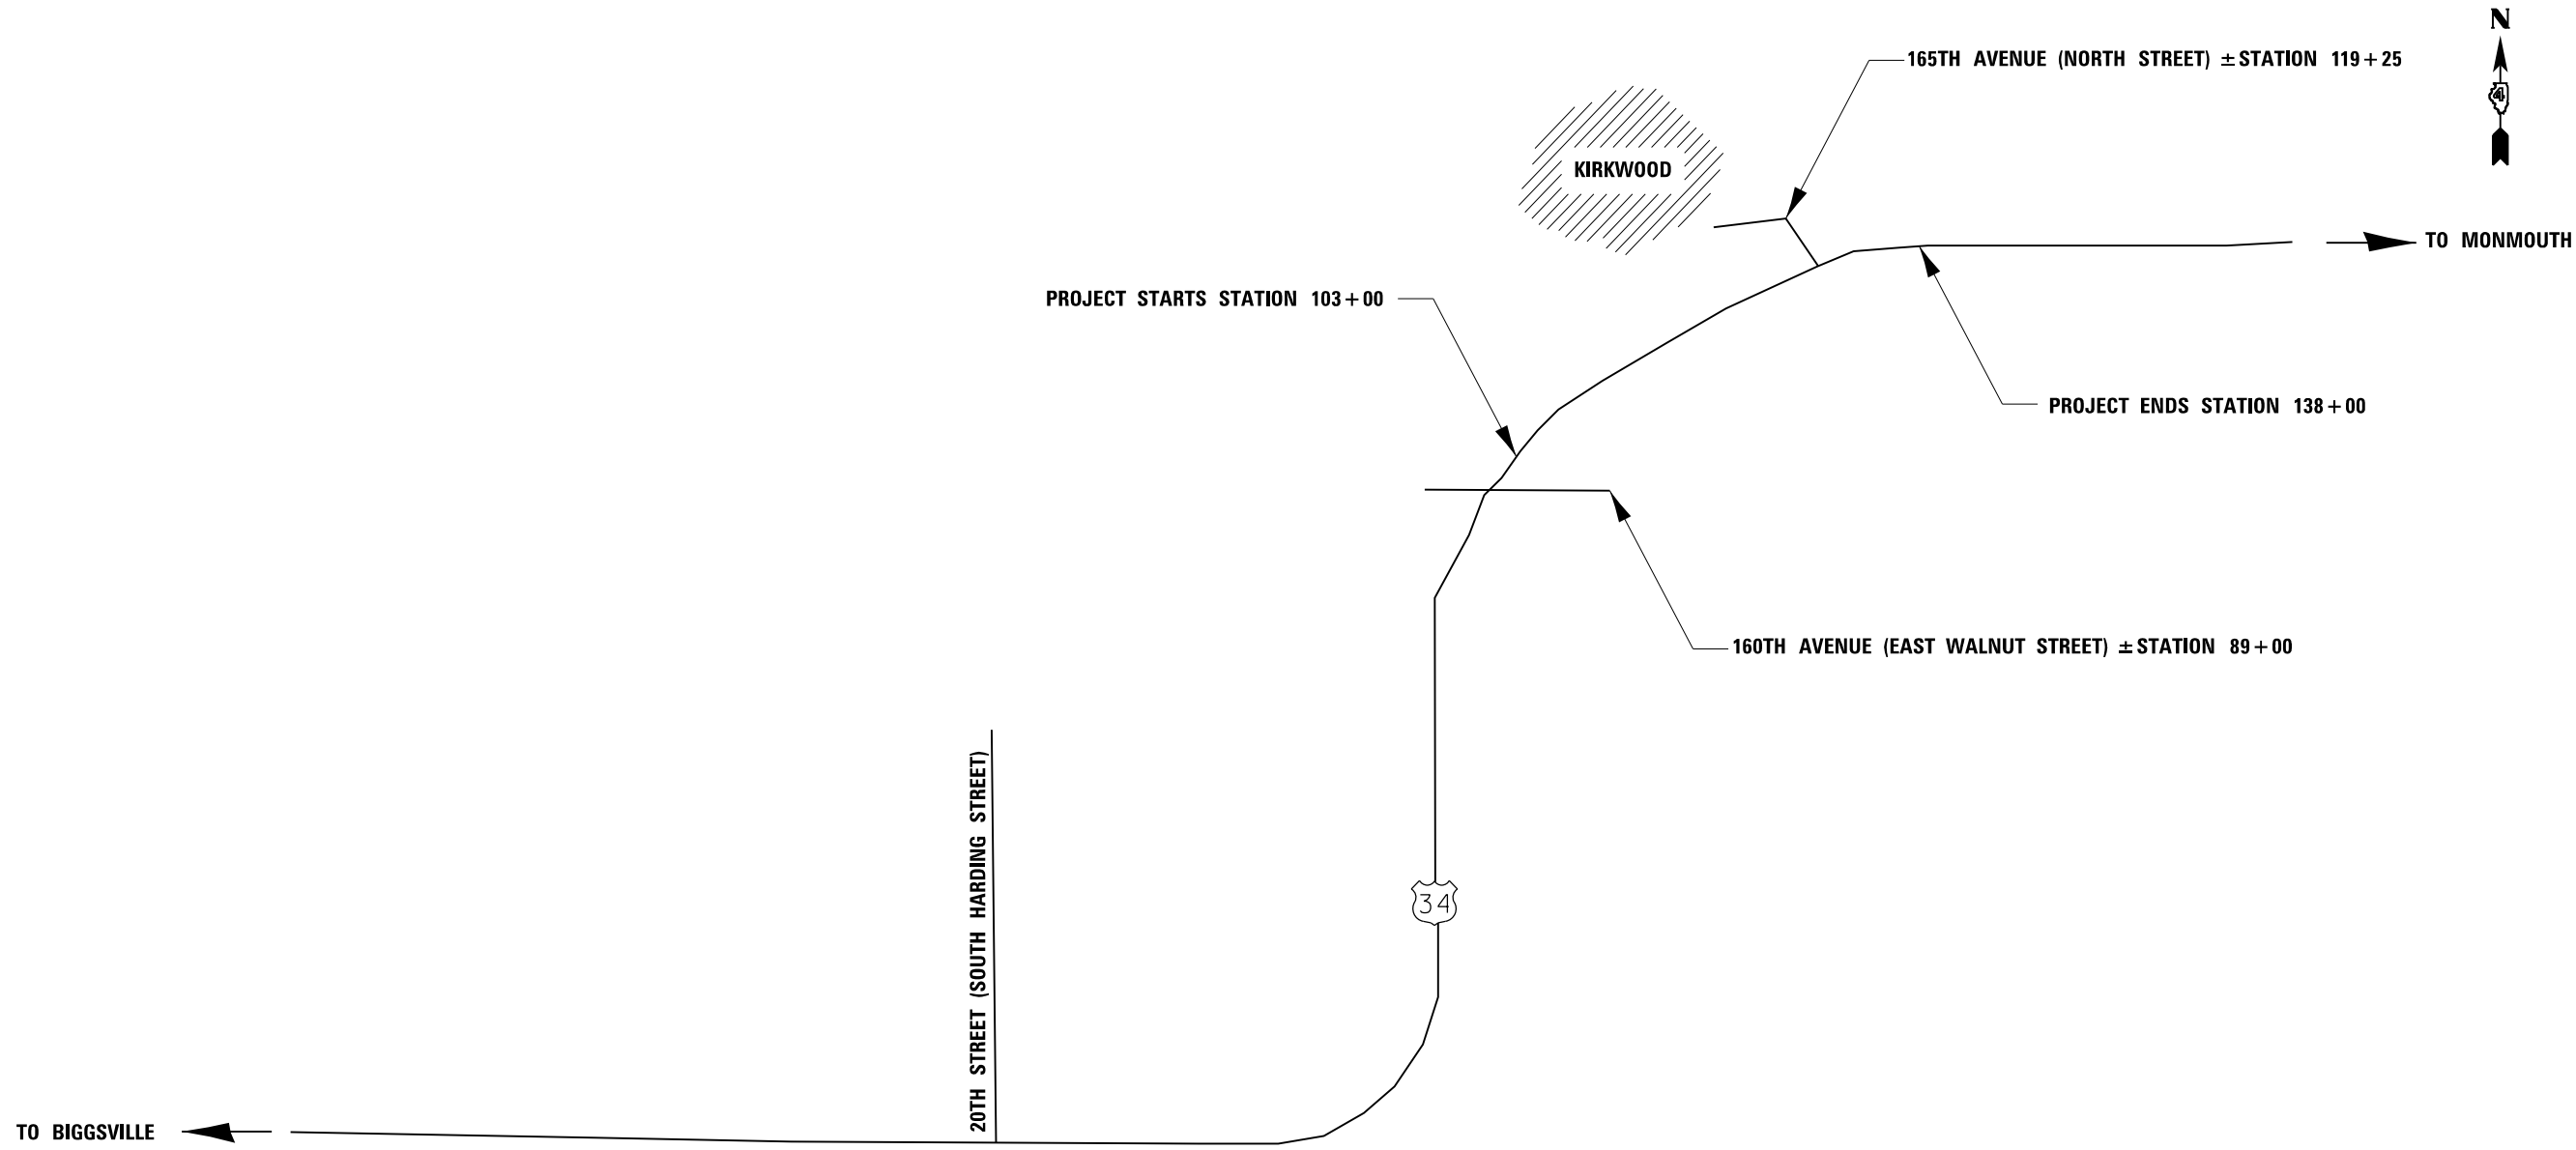 N
165TH AVENUE (NORTH STREET) ±STATION 119+25
4
KIRKWOOD
TO MONMOUTH
PROJECT STARTS STATION 103+00
PROJECT ENDS STATION 138+00
160TH AVENUE (EAST WALNUT STREET) ±STATION 89+00
20TH STREET (SOUTH HARDING STREET)
34
TO BIGGSVILLE